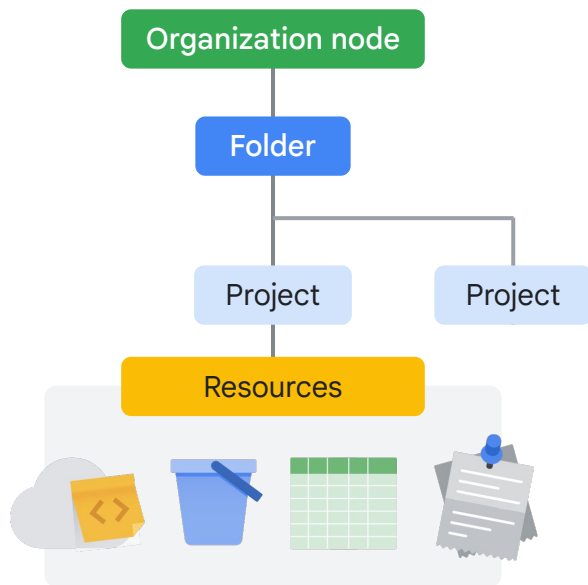 Organization node
Folder
Project
Project
Resources